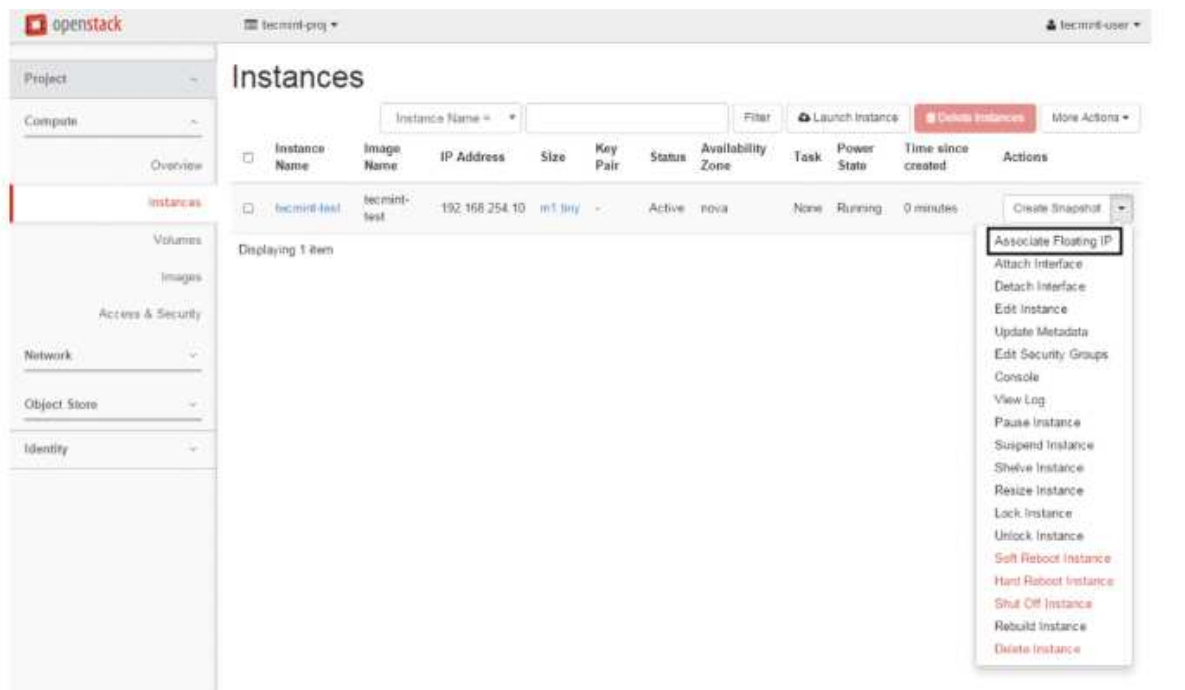 openstack
tecmint-proj
tecmint-user
Project
Compute
Overview
Instances
Volumes
Images
Access & Security
Network
Object Store
Identity
Instances
Instance Name =
Filter
Launch Instance
Delete Instances
More Actions
Instance Name
Image Name
IP Address
Size
Key Pair
Status
Availability Zone
Task
Power State
Time since created
Actions
tecmint-test
tecmint-test
192.168.254.10
m1.tiny
-
Active
nova
None
Running
0 minutes
Create Snapshot
Displaying 1 item
Associate Floating IP
Attach Interface
Detach Interface
Edit Instance
Update Metadata
Edit Security Groups
Console
View Log
Pause Instance
Suspend Instance
Shelve Instance
Resize Instance
Lock Instance
Unlock Instance
Soft Reboot Instance
Hard Reboot Instance
Shut Off Instance
Rebuild Instance
Delete Instance